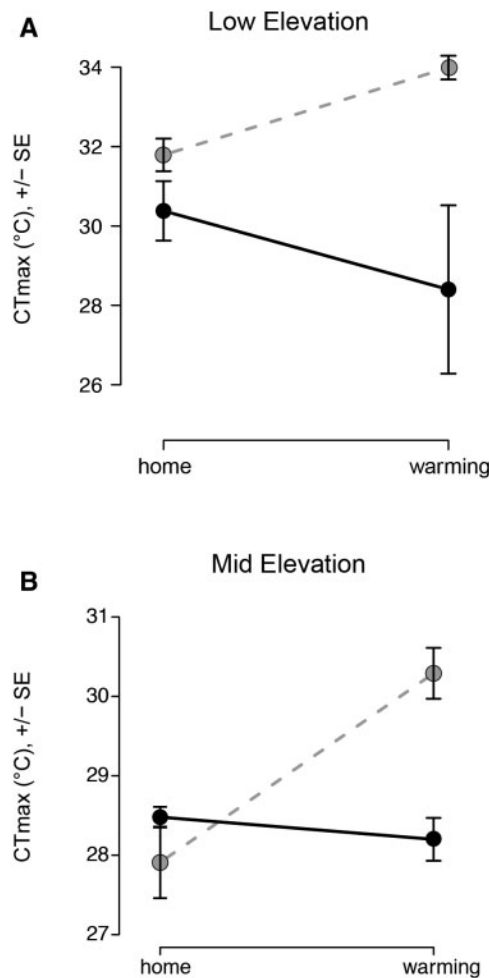 A
Low Elevation
CTmax (°C), +/− SE
34
32
30
28
26
home warming
B
Mid Elevation
CTmax (°C), +/− SE
31
30
29
28
27
home warming